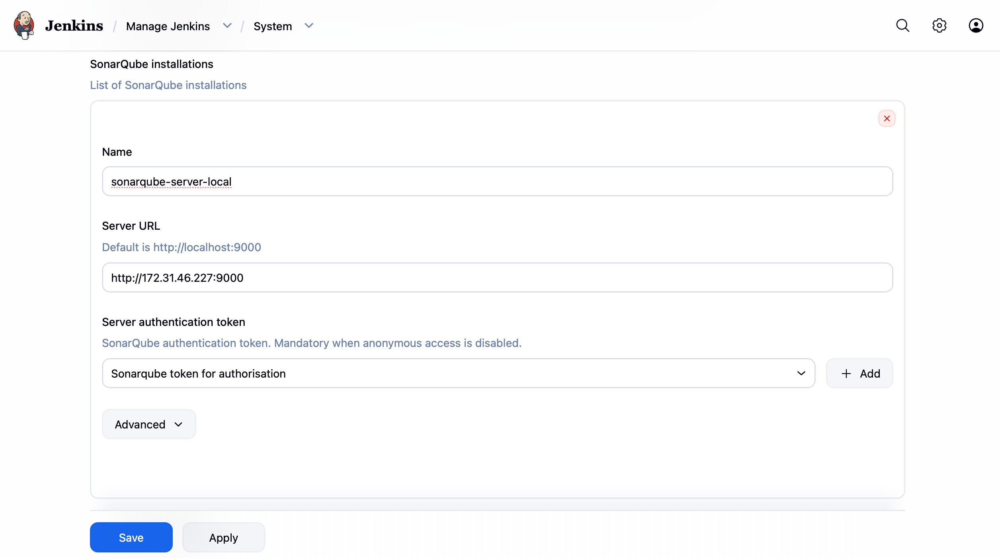 Jenkins / Manage Jenkins / System
SonarQube installations
List of SonarQube installations
Name
sonarqube-server-local
Server URL
Default is http://localhost:9000
http://172.31.46.227:9000
Server authentication token
SonarQube authentication token. Mandatory when anonymous access is disabled.
Sonarqube token for authorisation
+ Add
Advanced
Save Apply